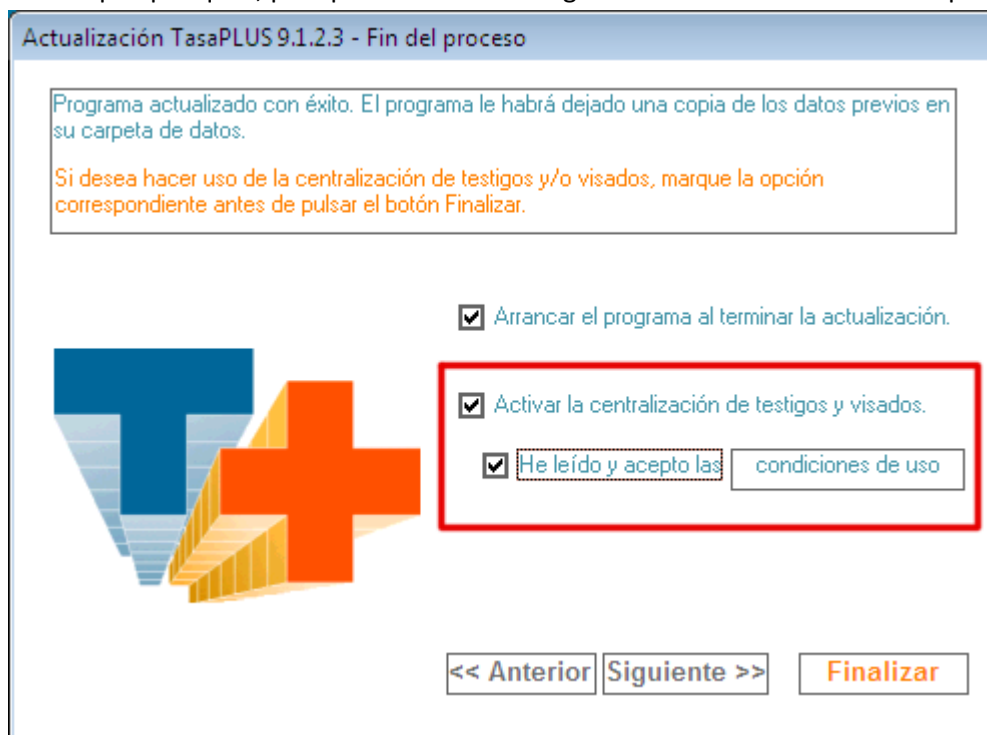 Actualización TasaPLUS 9.1.2.3 - Fin del proceso
Programa actualizado con éxito. El programa le habrá dejado una copia de los datos previos en
su carpeta de datos.
Si desea hacer uso de la centralización de testigos y/o visados, marque la opción
correspondiente antes de pulsar el botón Finalizar.
Arrancar el programa al terminar la actualización.
Activar la centralización de testigos y visados.
He leído y acepto las condiciones de uso
T+
<< Anterior Siguiente >> Finalizar